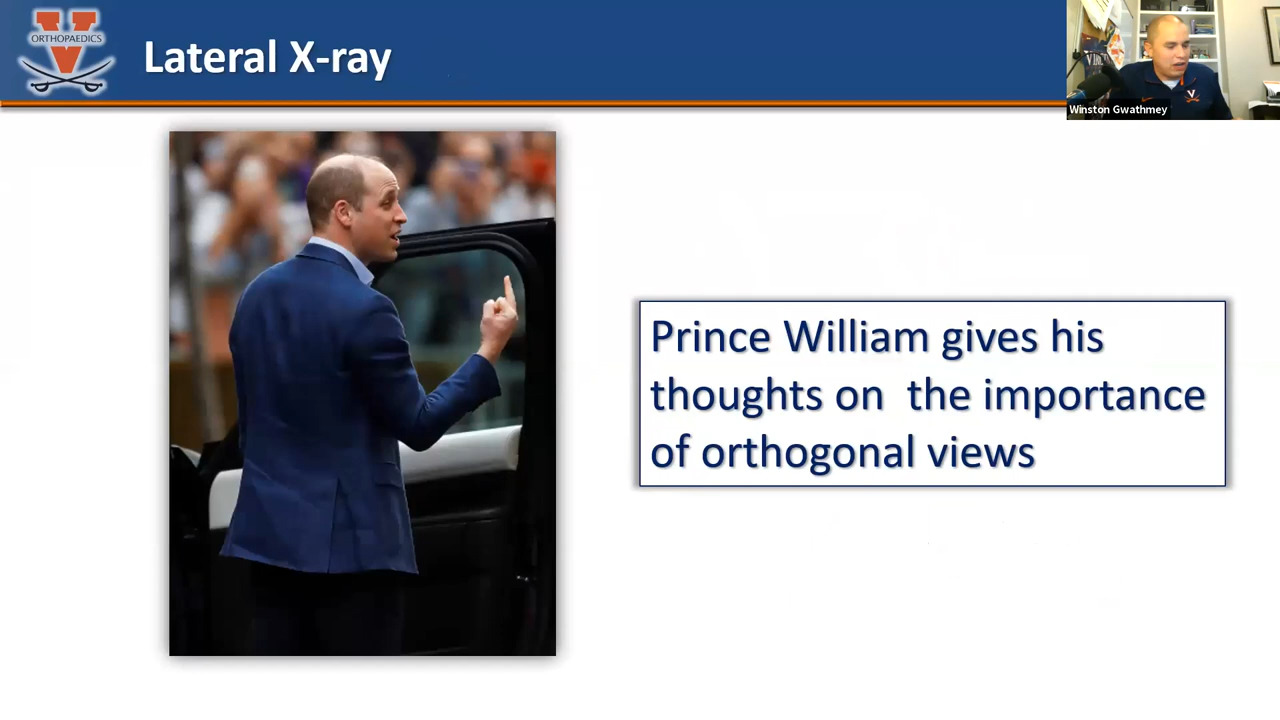 ORTHOPAEDICS
V
Lateral X-ray
Winston Gwathmey
Prince William gives his
thoughts on  the importance
of orthogonal views